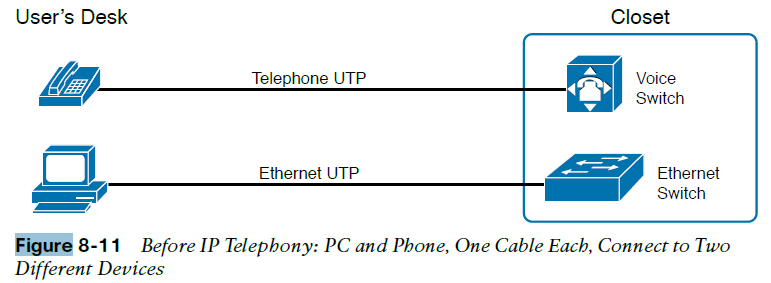 User's Desk
Closet
Telephone UTP
Voice
Switch
Ethernet UTP
Ethernet
Switch
Figure 8-11 Before IP Telephony: PC and Phone, One Cable Each, Connect to Two
Different Devices